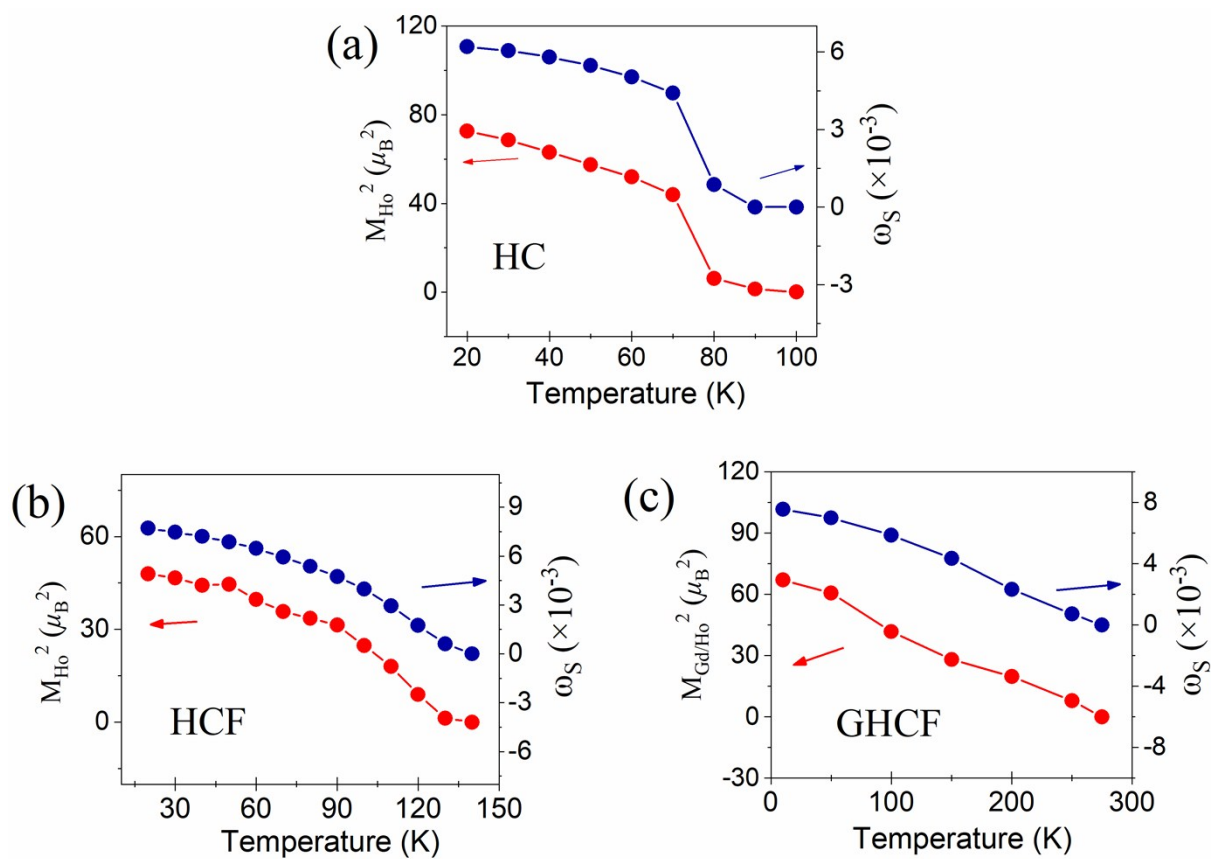 (a)
120
80
40
0
M_Ho^2 (μ_B^2)
6
3
0
-3
ω_S (×10^-3)
HC
20 40 60 80 100
Temperature (K)
(b)
60
30
0
M_Ho^2 (μ_B^2)
9
6
3
0
-3
-6
ω_S (×10^-3)
HCF
30 60 90 120 150
Temperature (K)
(c)
120
90
60
30
0
-30
M_Gd/Ho^2 (μ_B^2)
8
4
0
-4
-8
ω_S (×10^-3)
GHCF
0 100 200 300
Temperature (K)